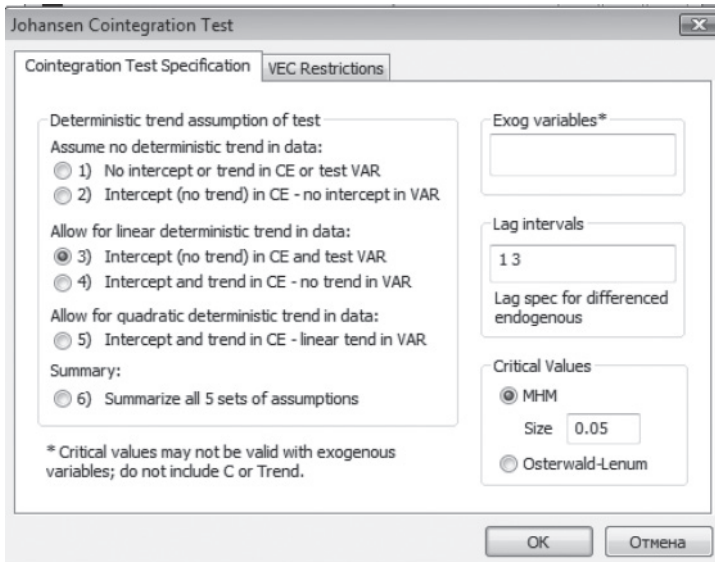 Johansen Cointegration Test
Cointegration Test Specification
VEC Restrictions
Deterministic trend assumption of test
Assume no deterministic trend in data:
1) No intercept or trend in CE or test VAR
2) Intercept (no trend) in CE - no intercept in VAR
Allow for linear deterministic trend in data:
3) Intercept (no trend) in CE and test VAR
4) Intercept and trend in CE - no trend in VAR
Allow for quadratic deterministic trend in data:
5) Intercept and trend in CE - linear tend in VAR
Summary:
6) Summarize all 5 sets of assumptions
* Critical values may not be valid with exogenous
variables; do not include C or Trend.
Exog variables*
Lag intervals
1 3
Lag spec for differenced
endogenous
Critical Values
MHM
Size 0.05
Osterwald-Lenum
OK
Отмена